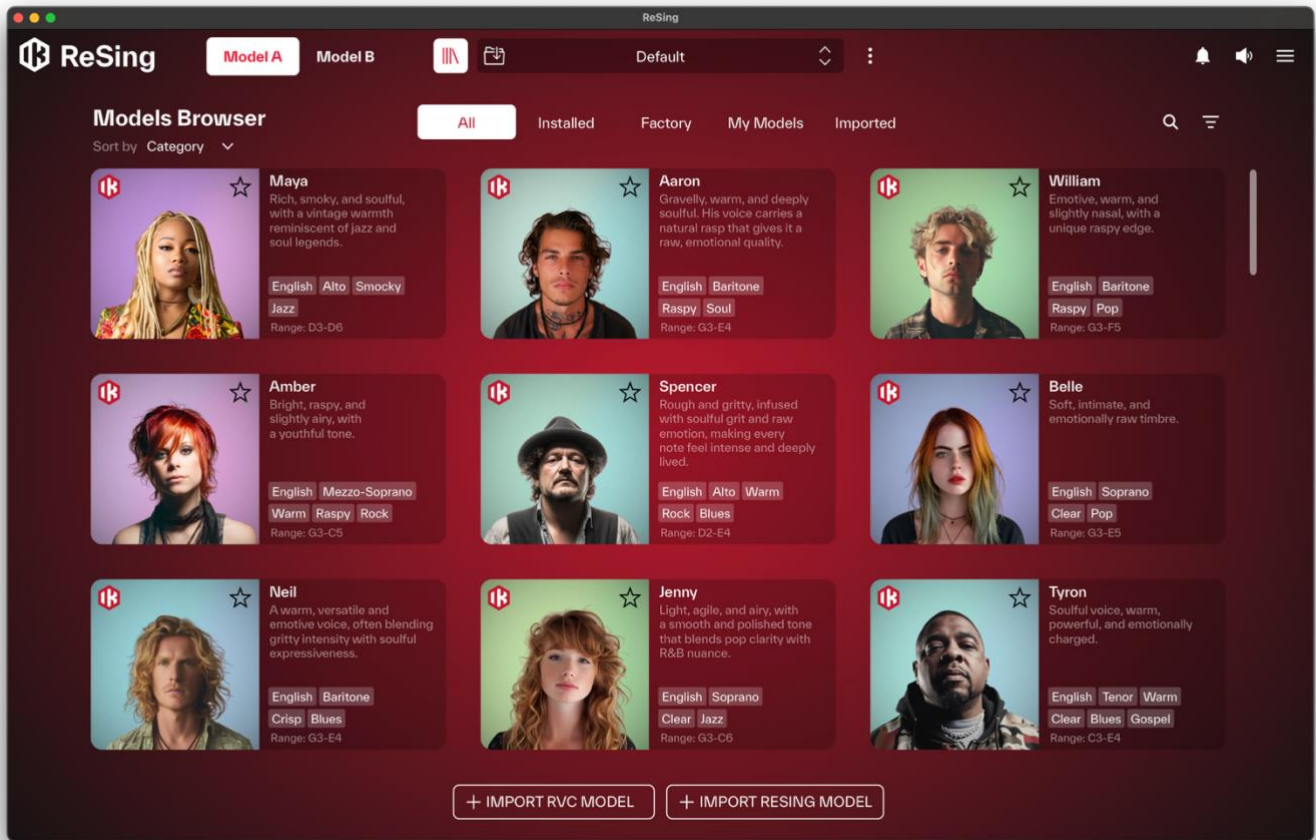 ReSing
ReSing
Model A
Model B
Default
Models Browser
All
Installed
Factory
My Models
Imported
Sort by Category
Maya
Rich, smoky, and soulful,
with a vintage warmth
reminiscent of jazz and
soul legends.
English Alto Smocky
Jazz
Range: D3-D6
Aaron
Gravelly, warm, and deeply
soulful. His voice carries a
natural rasp that gives it a
raw, emotional quality.
English Baritone
Raspy Soul
Range: G3-E4
William
Emotive, warm, and
slightly nasal, with a
unique raspy edge.
English Baritone
Raspy Pop
Range: G3-F5
Amber
Bright, raspy, and
slightly airy, with
a youthful tone.
English Mezzo-Soprano
Warm Raspy Rock
Range: G3-C5
Spencer
Rough and gritty, infused
with soulful grit and raw
emotion, making every
note feel intense and deeply
lived.
English Alto Warm
Rock Blues
Range: D2-E4
Belle
Soft, intimate, and
emotionally raw timbre.
English Soprano
Clear Pop
Range: G3-E5
Neil
A warm, versatile and
emotive voice, often blending
gritty intensity with soulful
expressiveness.
English Baritone
Crisp Blues
Range: G3-E4
Jenny
Light, agile, and airy, with
a smooth and polished tone
that blends pop clarity with
R&B nuance.
English Soprano
Clear Jazz
Range: G3-C6
Tyron
Soulful voice, warm,
powerful, and emotionally
charged.
English Tenor Warm
Clear Blues Gospel
Range: C3-E4
+ IMPORT RVC MODEL
+ IMPORT RESING MODEL